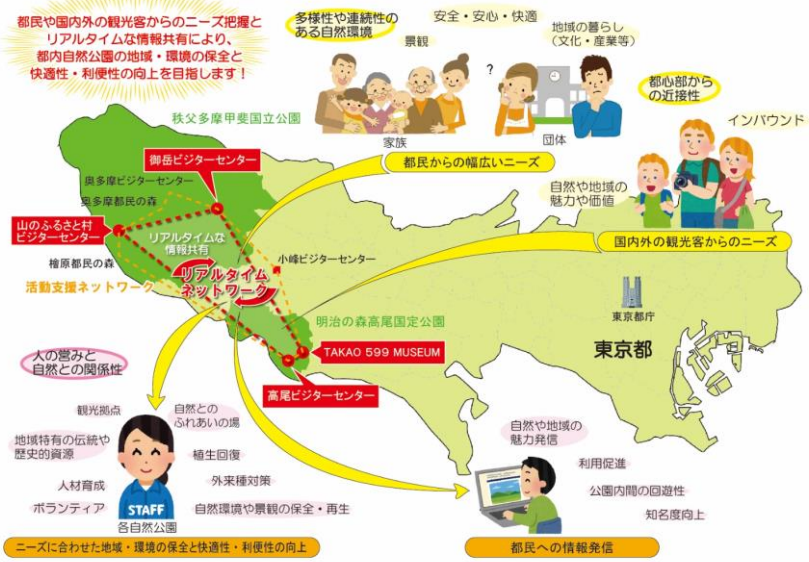 都民や国内外の観光客からのニーズ把握と
リアルタイムな情報共有により、
都内自然公園の地域・環境の保全と
快適性・利便性の向上を目指します！
多様性や連続性の
ある自然環境
安全・安心・快適
景観
地域の暮らし
（文化・産業等）
?
家族
団体
都民からの幅広いニーズ
都心部から
の近接性
インバウンド
自然や地域の
魅力や価値
国内外の観光客からのニーズ
秩父多摩甲斐国立公園
御岳ビジターセンター
奥多摩ビジターセンター
奥多摩都民の森
山のふるさと村
ビジターセンター
リアルタイムな
情報共有
檜原都民の森
小峰ビジターセンター
リアルタイム
ネットワーク
活動支援ネットワーク
明治の森高尾国定公園
TAKAO 599 MUSEUM
高尾ビジターセンター
東京都庁
東京都
人の営みと
自然との関係性
観光拠点
自然との
ふれあいの場
地域特有の伝統や
歴史的資源
植生回復
人材育成
外来種対策
ボランティア
STAFF
自然環境や景観の保全・再生
各自然公園
ニーズに合わせた地域・環境の保全と快適性・利便性の向上
自然や地域の
魅力発信
利用促進
公園内間の回遊性
知名度向上
都民への情報発信